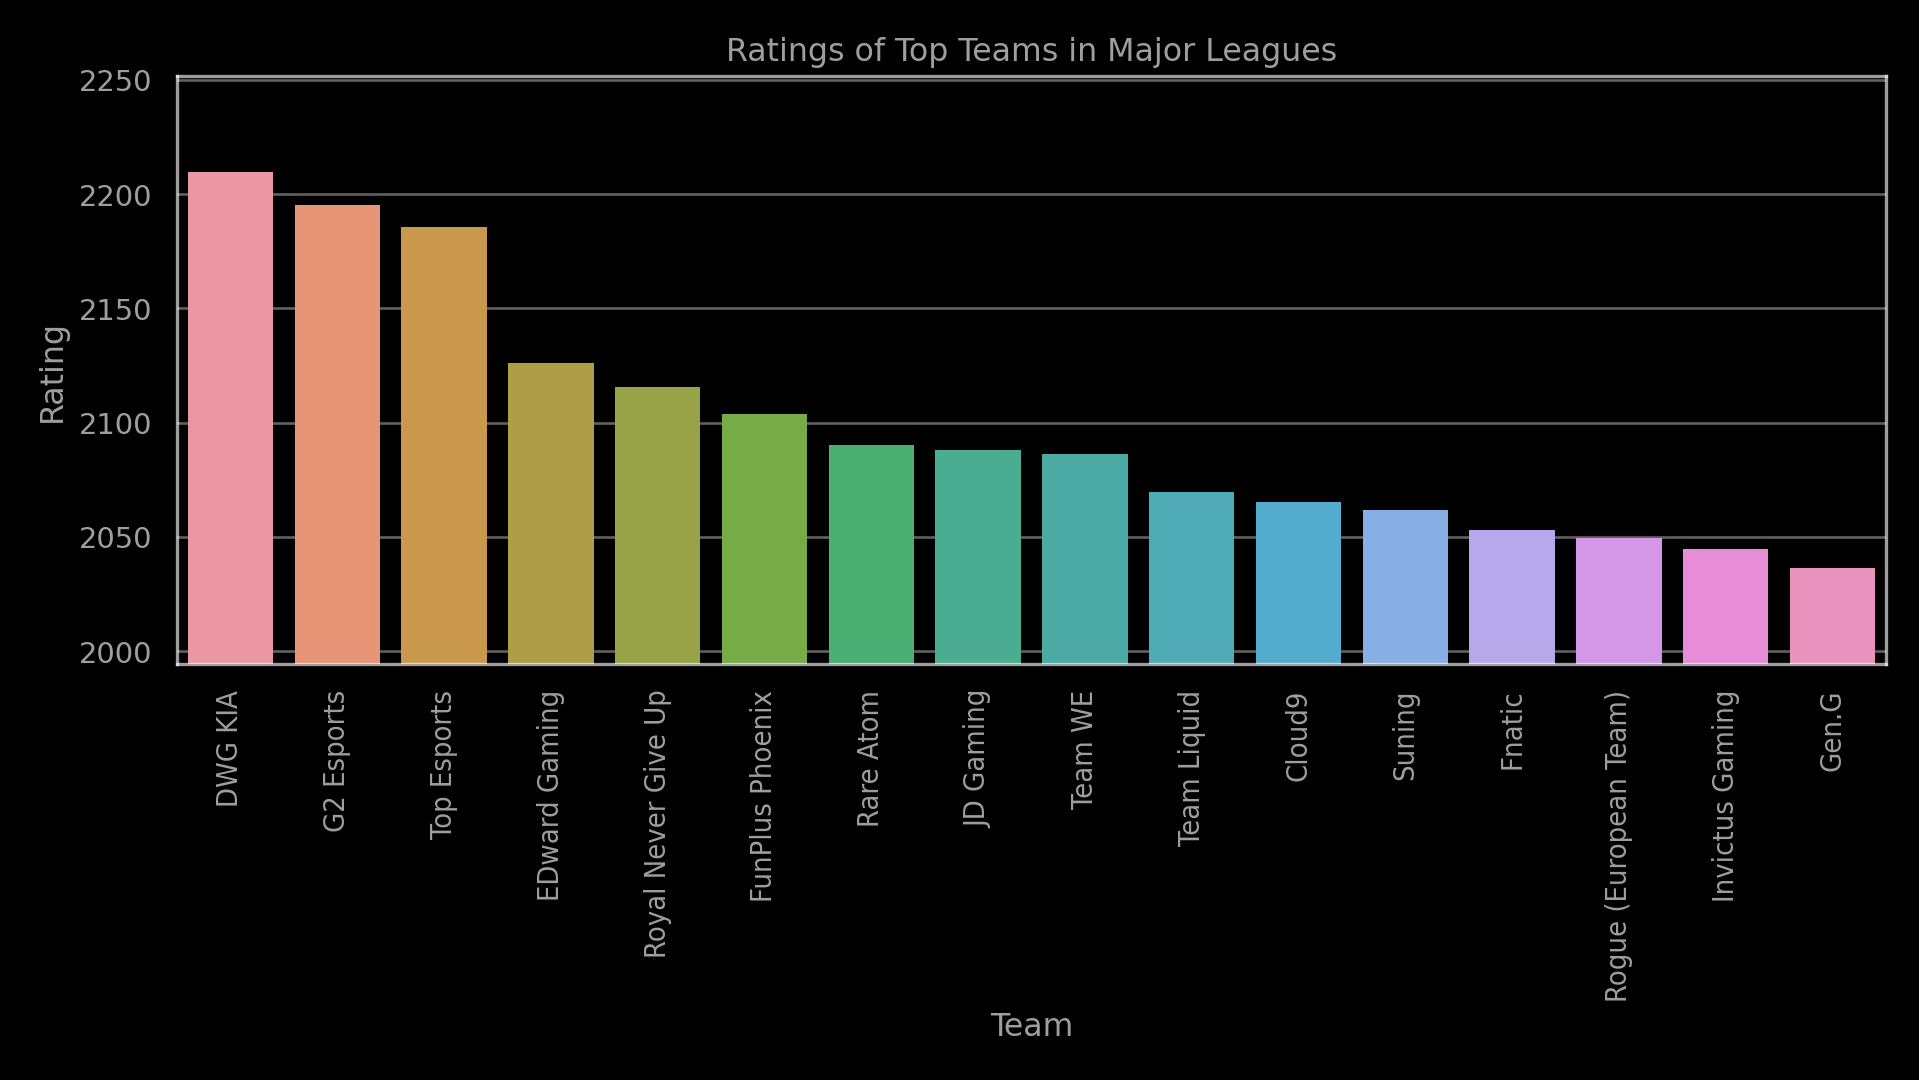 Ratings of Top Teams in Major Leagues
2250
2200
2150
2100
2050
2000
Rating
DWG KIA
G2 Esports
Top Esports
EDward Gaming
Royal Never Give Up
FunPlus Phoenix
Rare Atom
JD Gaming
Team WE
Team Liquid
Cloud9
Suning
Fnatic
Rogue (European Team)
Invictus Gaming
Gen.G
Team